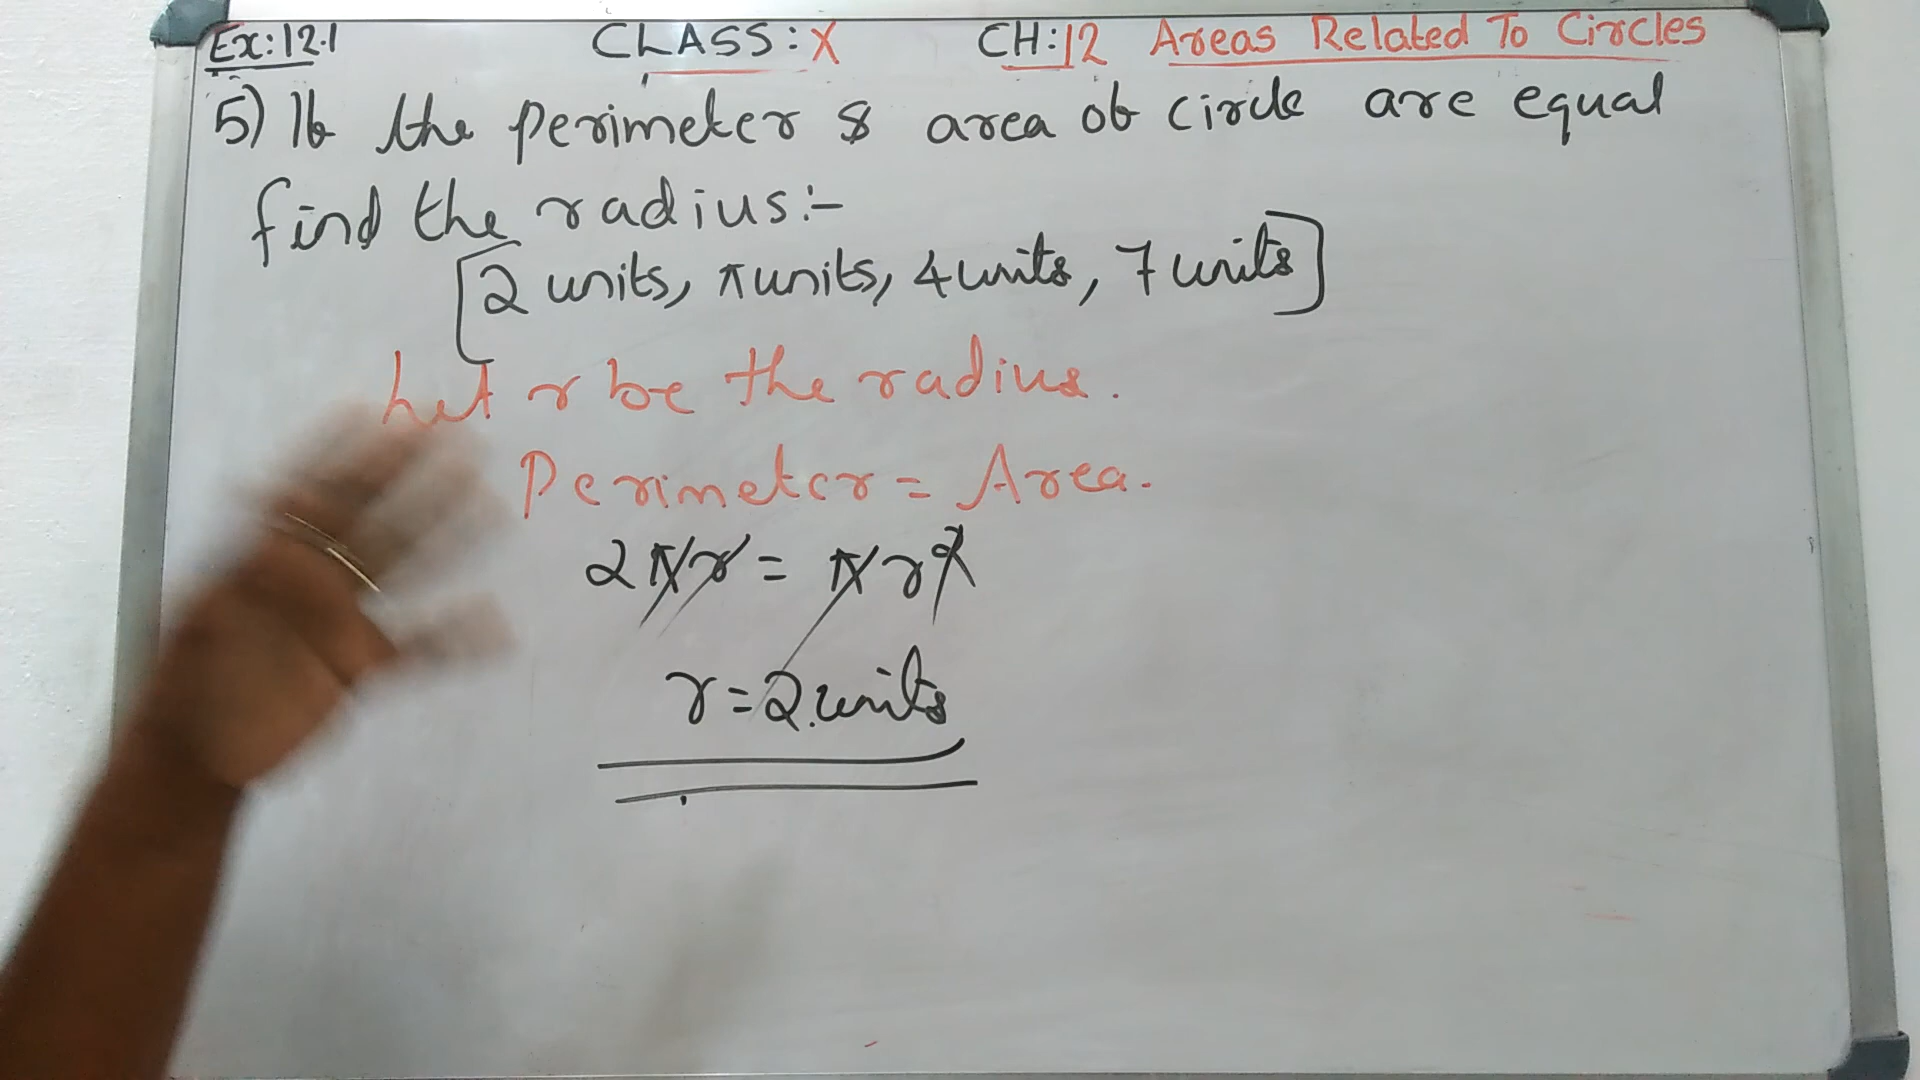 Ex:12.1 CLASS:X CH:12 Areas Related To Circles
5) If the perimeter & area of circle are equal
find the radius:-
[2 units, π units, 4 units, 7 units]
Let r be the radius.
Perimeter = Area.
2πr = πr²
r = 2 units